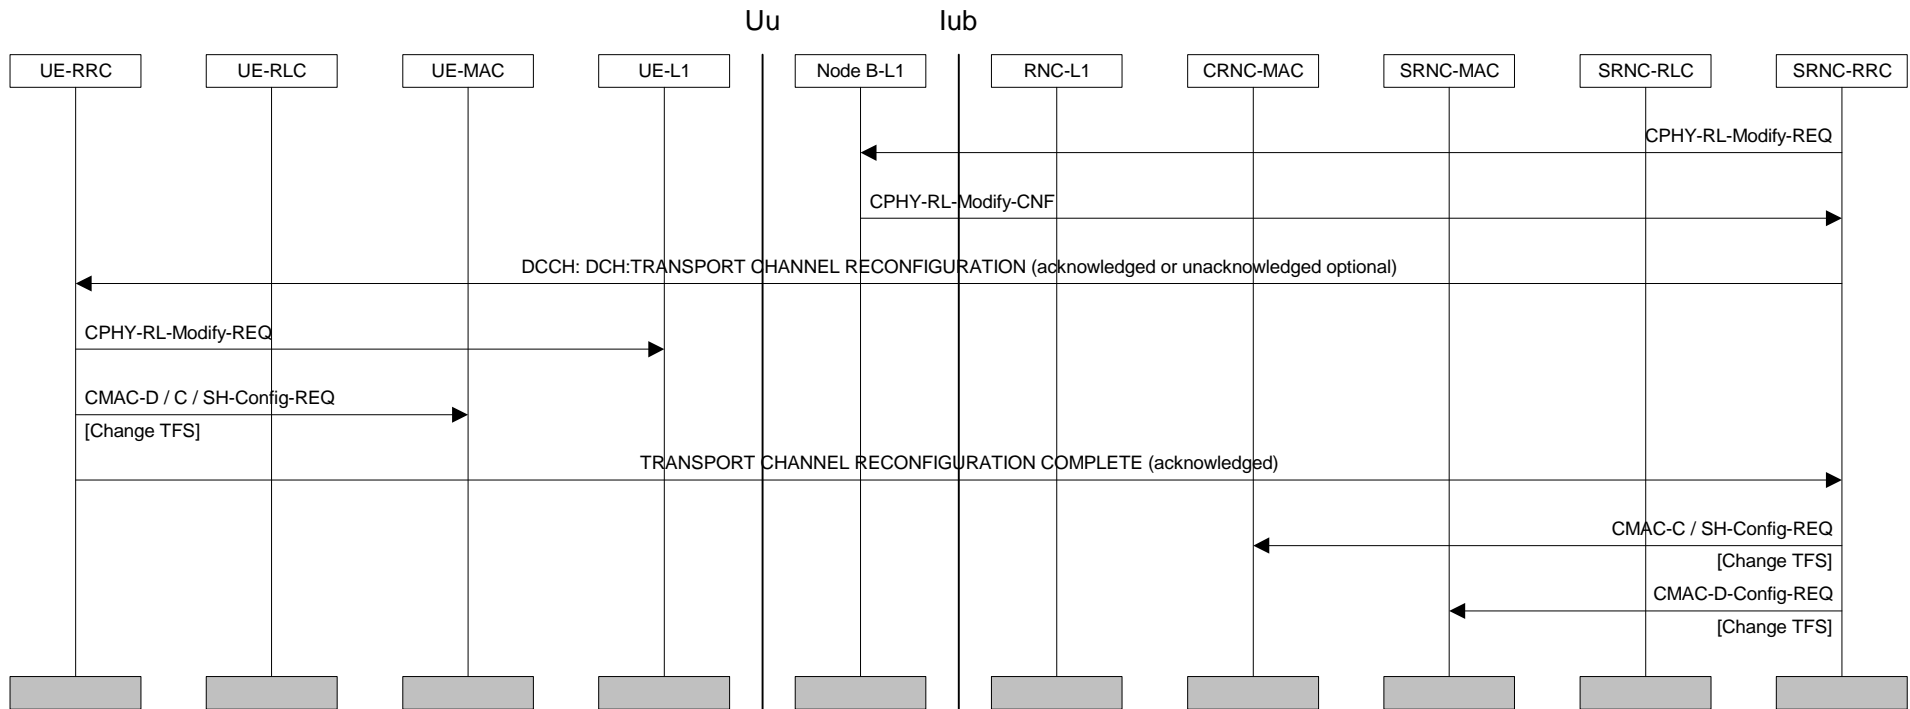 Uu
Iub
UE-RRC
UE-RLC
UE-MAC
UE-L1
Node B-L1
RNC-L1
CRNC-MAC
SRNC-MAC
SRNC-RLC
SRNC-RRC
CPHY-RL-Modify-REQ
CPHY-RL-Modify-CNF
DCCH: DCH:TRANSPORT CHANNEL RECONFIGURATION (acknowledged or unacknowledged optional)
CPHY-RL-Modify-REQ
CMAC-D / C / SH-Config-REQ
[Change TFS]
TRANSPORT CHANNEL RECONFIGURATION COMPLETE (acknowledged)
CMAC-C / SH-Config-REQ
[Change TFS]
CMAC-D-Config-REQ
[Change TFS]